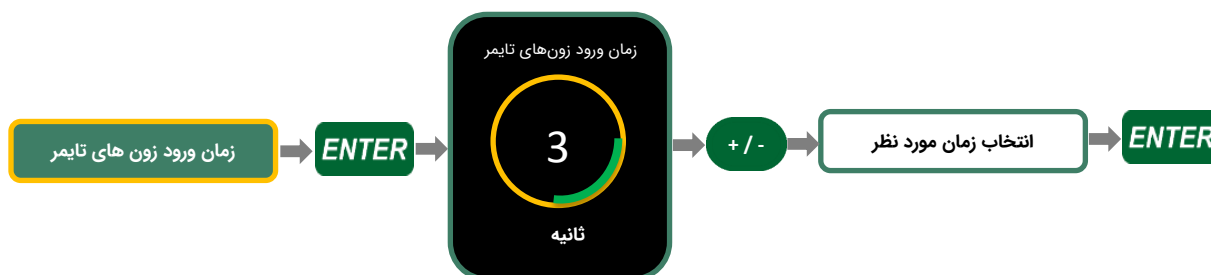 زمان ورود زون های تایمر
ENTER
زمان ورود زون‌های تایمر
3
ثانیه
+ / -
انتخاب زمان مورد نظر
ENTER